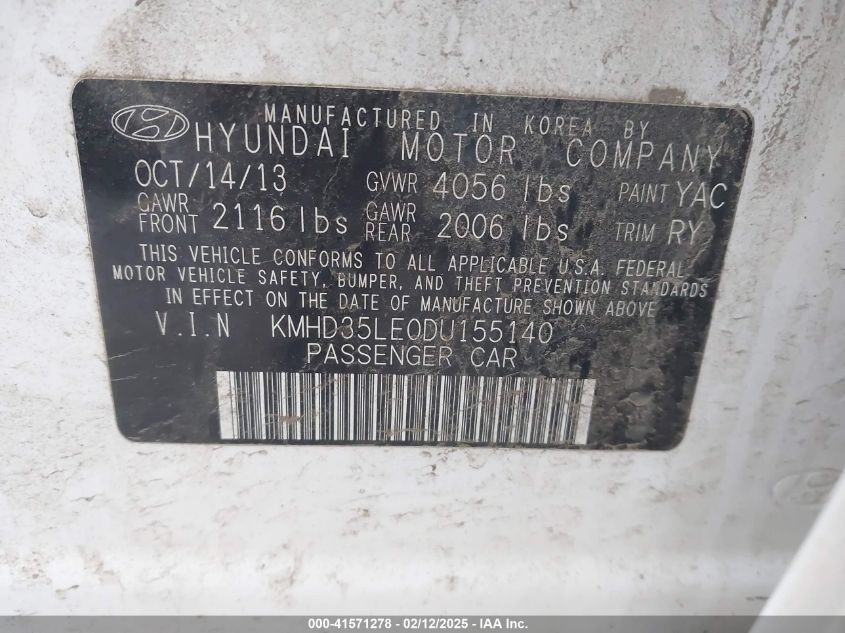 MANUFACTURED IN KOREA BY
HYUNDAI MOTOR COMPANY
OCT/14/13 GVWR 4056 lbs PAINT YAC
GAWR FRONT 2116 lbs GAWR REAR 2006 lbs TRIM RY
THIS VEHICLE CONFORMS TO ALL APPLICABLE U.S.A. FEDERAL
MOTOR VEHICLE SAFETY, BUMPER, AND THEFT PREVENTION STANDARDS
IN EFFECT ON THE DATE OF MANUFACTURE SHOWN ABOVE
V.I.N KMHD35LE0DU155140
PASSENGER CAR
000-41571278 - 02/12/2025 - IAA Inc.